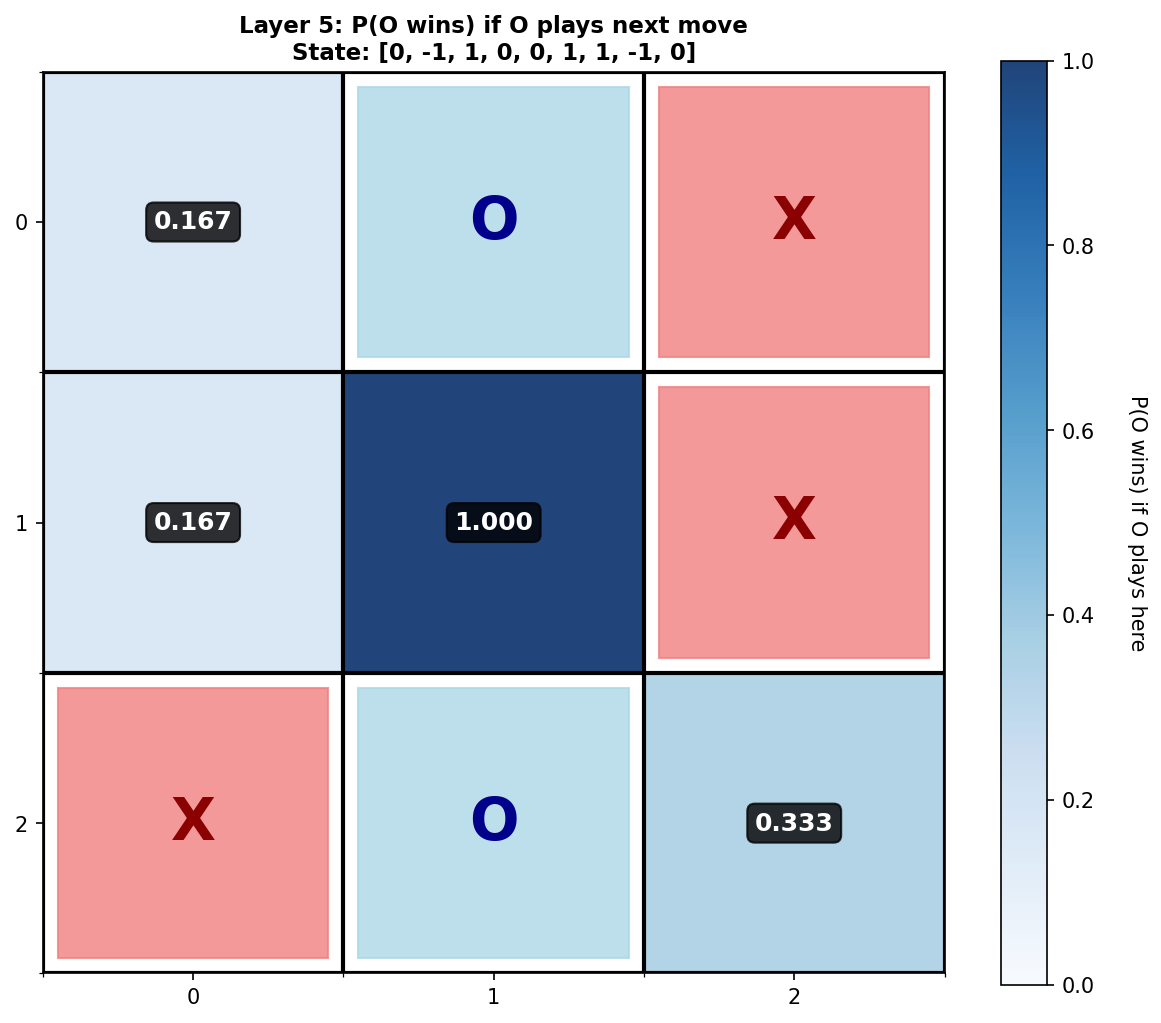 Layer 5: P(O wins) if O plays next move
State: [0, -1, 1, 0, 0, 1, 1, -1, 0]
0
0.167
O
X
1
0.167
1.000
X
2
X
O
0.333
0
1
2
1.0
0.8
0.6
0.4
0.2
0.0
P(O wins) if O plays here